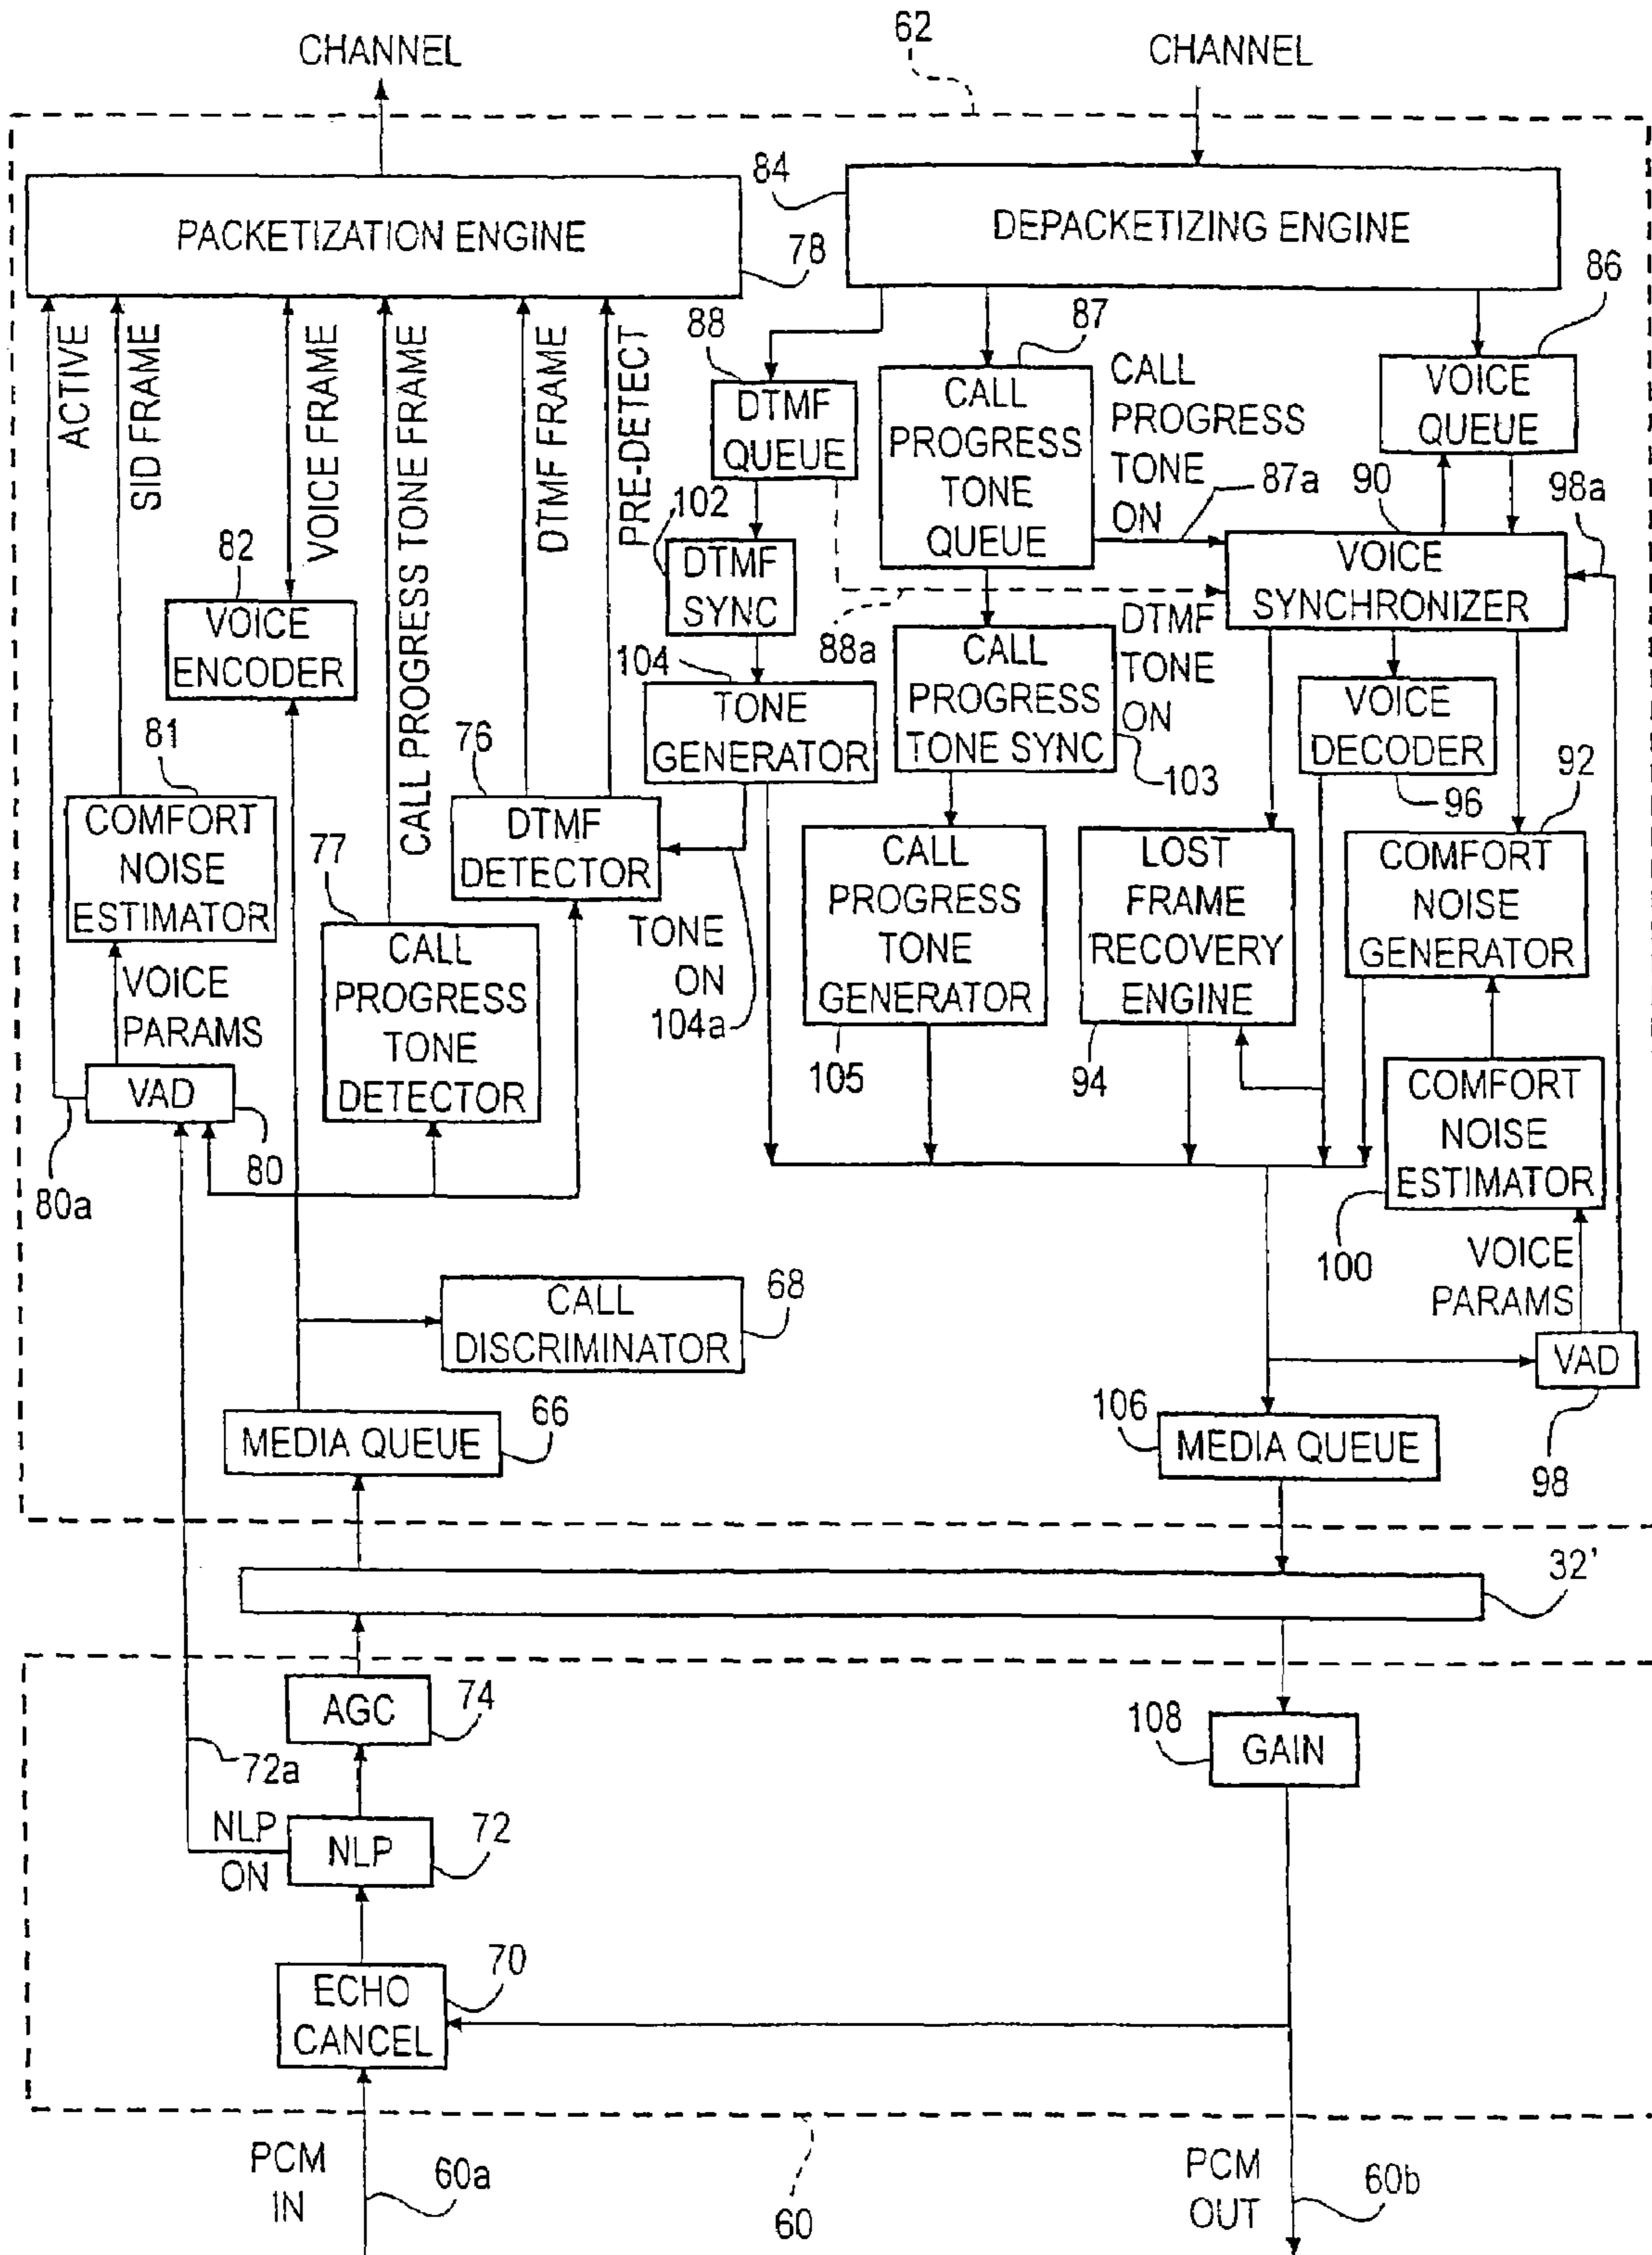 62
CHANNEL
CHANNEL
84
PACKETIZATION ENGINE
78
DEPACKETIZING ENGINE
86
ACTIVE
SID FRAME
VOICE FRAME
CALL PROGRESS TONE FRAME
DTMF FRAME
PRE-DETECT
88
DTMF
QUEUE
87
CALL
PROGRESS
TONE
QUEUE
CALL
PROGRESS
TONE
ON
87a
VOICE
QUEUE
90
98a
102
DTMF
SYNC
88a
VOICE
SYNCHRONIZER
82
VOICE
ENCODER
104
TONE
GENERATOR
CALL
PROGRESS
TONE SYNC
103
DTMF
TONE
ON
VOICE
DECODER
96
92
81
COMFORT
NOISE
ESTIMATOR
76
DTMF
DETECTOR
77
CALL
PROGRESS
TONE
DETECTOR
TONE
ON
104a
CALL
PROGRESS
TONE
GENERATOR
105
LOST
FRAME
RECOVERY
ENGINE
94
COMFORT
NOISE
GENERATOR
VOICE
PARAMS
VAD
80
80a
COMFORT
NOISE
ESTIMATOR
100
VOICE
PARAMS
CALL
DISCRIMINATOR
68
VAD
98
MEDIA QUEUE
66
106
MEDIA QUEUE
32'
AGC
74
72a
108
GAIN
NLP
ON
NLP
72
ECHO
CANCEL
70
PCM
IN
60a
60
PCM
OUT
60b